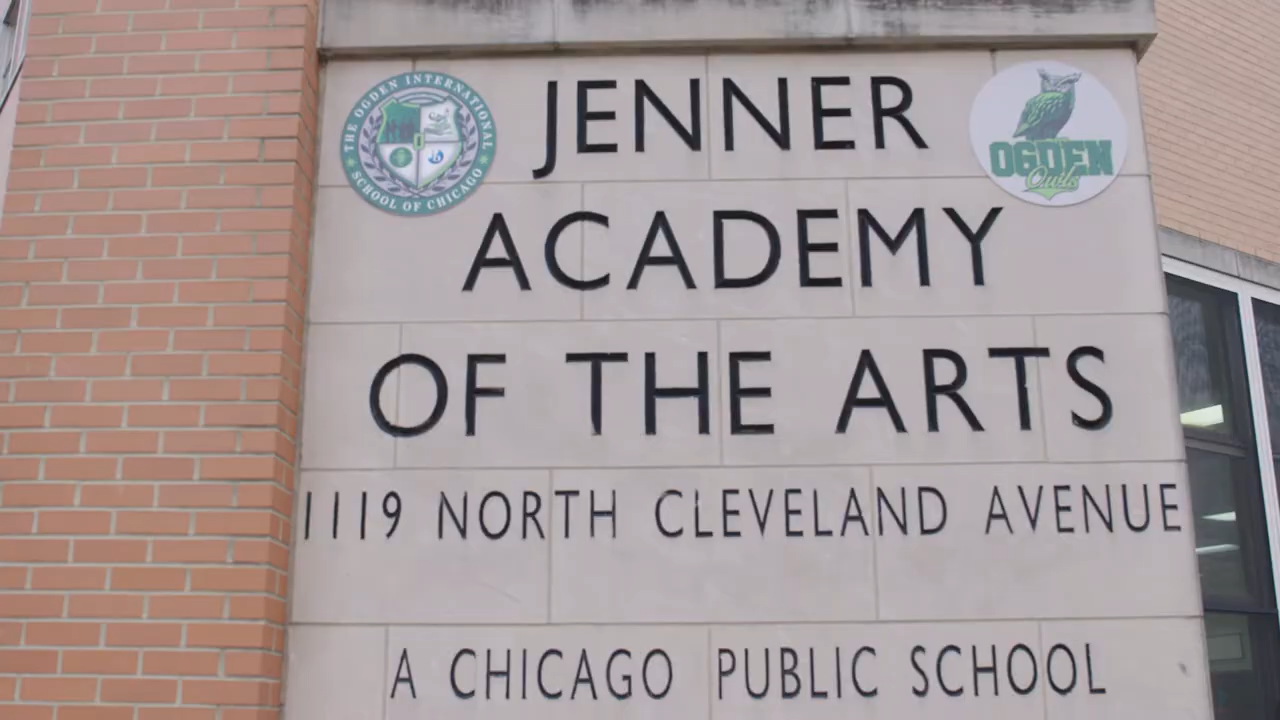 THE OGDEN INTERNATIONAL
SCHOOL OF CHICAGO
JENNER
OGDEN
Owls
ACADEMY
OF THE ARTS
1119 NORTH CLEVELAND AVENUE
A CHICAGO PUBLIC SCHOOL